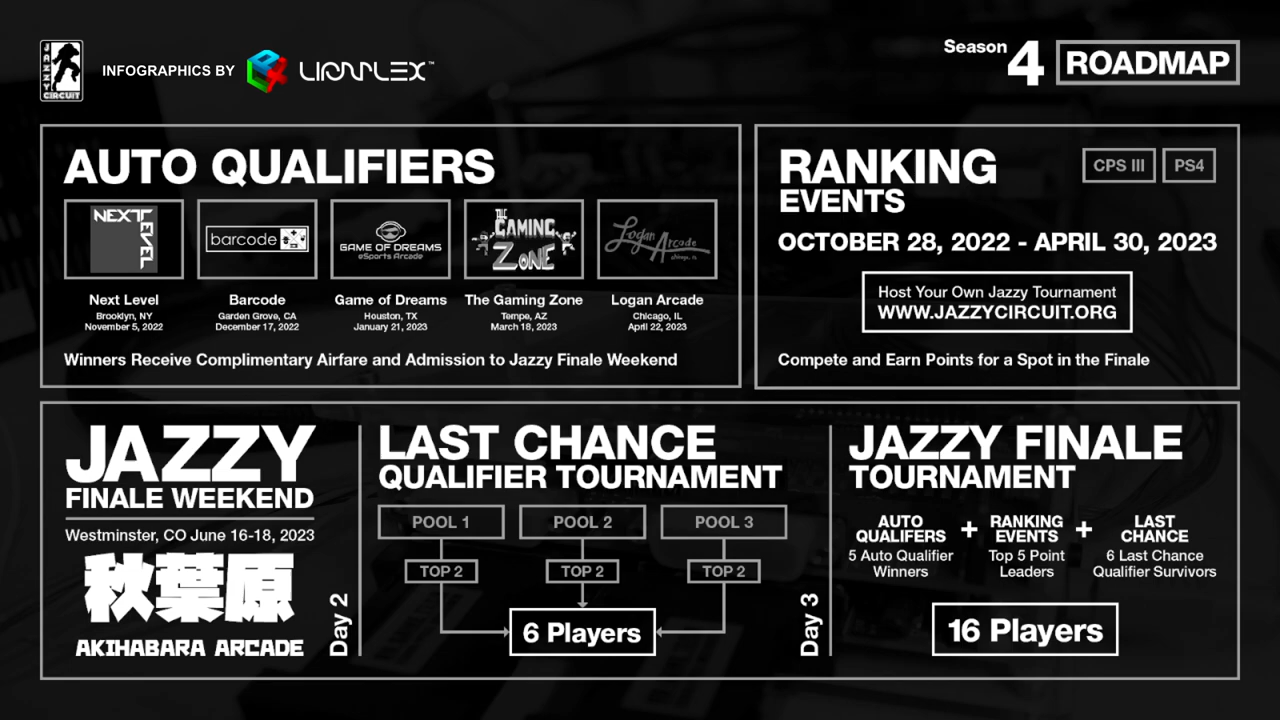 JAZZY
CIRCUIT
INFOGRAPHICS BY
LIONNLEX™
Season 4 ROADMAP
AUTO QUALIFIERS
NEXT LEVEL
barcode
GAME OF DREAMS
eSports Arcade
THE GAMING ZONE
Logan Arcade
chicago, IL
Next Level
Brooklyn, NY
November 5, 2022
Barcode
Garden Grove, CA
December 17, 2022
Game of Dreams
Houston, TX
January 21, 2023
The Gaming Zone
Tempe, AZ
March 18, 2023
Logan Arcade
Chicago, IL
April 22, 2023
Winners Receive Complimentary Airfare and Admission to Jazzy Finale Weekend
RANKING
EVENTS
CPS III
PS4
OCTOBER 28, 2022 - APRIL 30, 2023
Host Your Own Jazzy Tournament
WWW.JAZZYCIRCUIT.ORG
Compete and Earn Points for a Spot in the Finale
JAZZY
FINALE WEEKEND
Westminster, CO June 16-18, 2023
秋葉原
AKIHABARA ARCADE
Day 2
LAST CHANCE
QUALIFIER TOURNAMENT
POOL 1
POOL 2
POOL 3
TOP 2
TOP 2
TOP 2
6 Players
Day 3
JAZZY FINALE
TOURNAMENT
AUTO
QUALIFERS
5 Auto Qualifier
Winners
+
RANKING
EVENTS
Top 5 Point
Leaders
+
LAST
CHANCE
6 Last Chance
Qualifier Survivors
16 Players